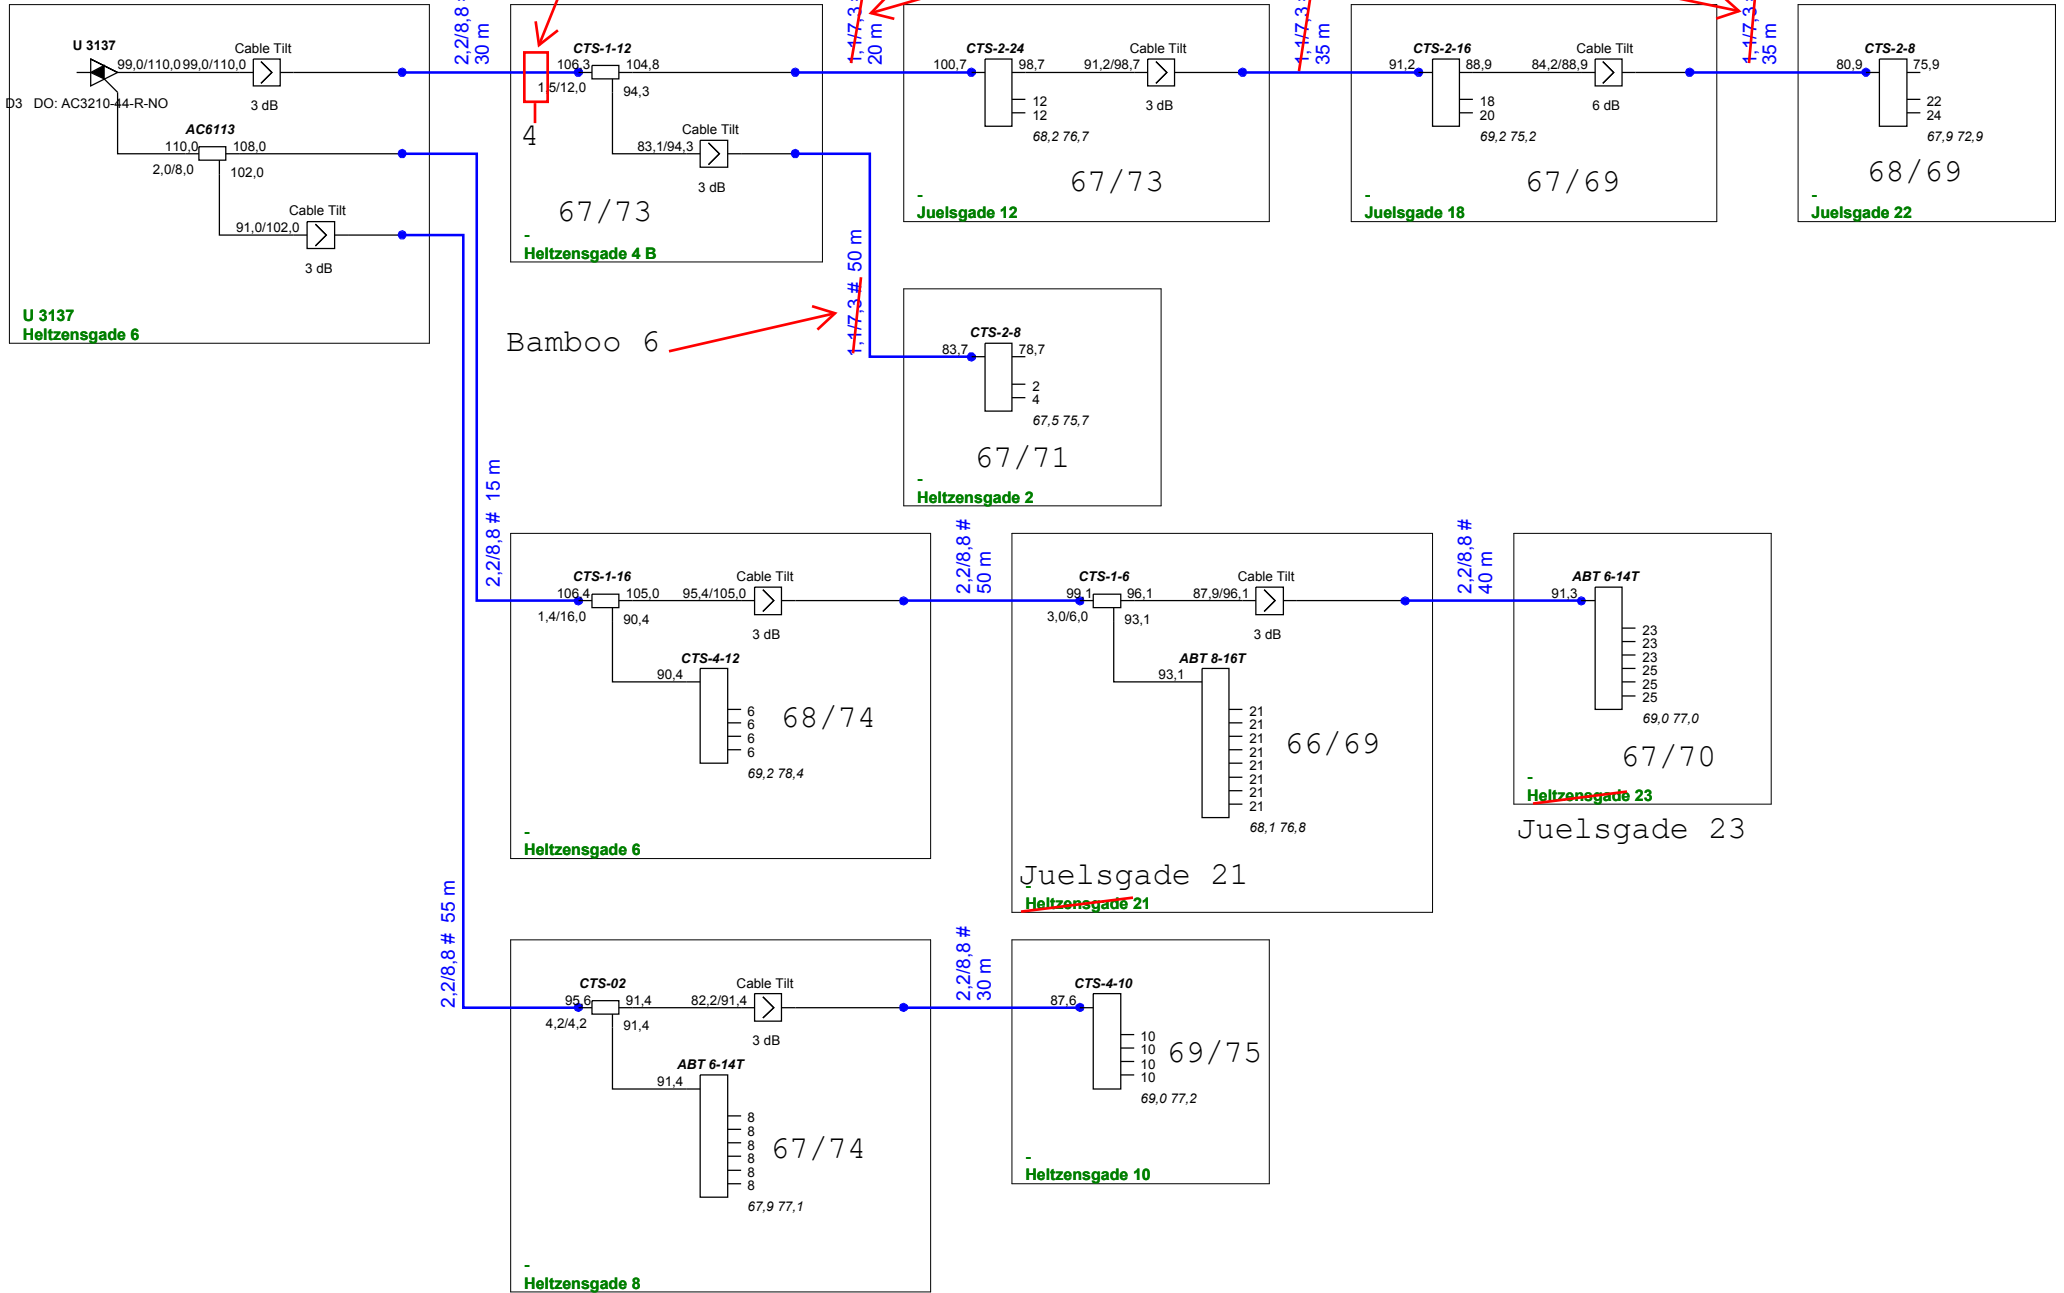 U 3137
99,0/110,0 99,0/110,0
Cable Tilt
3 dB
D3 DO: AC3210-44-R-NO
AC6113
110,0
108,0
2,0/8,0
102,0
Cable Tilt
91,0/102,0
3 dB
U 3137
Heltzensgade 6
2,2/8,8 #
30 m
CTS-1-12
106,3
104,8
1,5/12,0
94,3
4
Cable Tilt
83,1/94,3
3 dB
67/73
-
Heltzensgade 4 B
1,1/7,3 #
20 m
CTS-2-24
100,7
98,7
Cable Tilt
91,2/98,7
3 dB
12
12
68,2 76,7
67/73
-
Juelsgade 12
1,1/7,3 #
35 m
CTS-2-16
91,2
88,9
Cable Tilt
84,2/88,9
6 dB
18
20
69,2 75,2
67/69
-
Juelsgade 18
1,1/7,3 #
35 m
CTS-2-8
80,9
75,9
22
24
67,9 72,9
68/69
-
Juelsgade 22
Bamboo 6
1,1/7,3 # 50 m
CTS-2-8
83,7
78,7
2
4
67,5 75,7
67/71
-
Heltzensgade 2
2,2/8,8 # 15 m
CTS-1-16
106,4
105,0
1,4/16,0
90,4
Cable Tilt
95,4/105,0
3 dB
CTS-4-12
90,4
6
6
6
6
68/74
69,2 78,4
-
Heltzensgade 6
2,2/8,8 #
50 m
CTS-1-6
99,1
96,1
3,0/6,0
93,1
Cable Tilt
87,9/96,1
3 dB
ABT 8-16T
93,1
21
21
21
21
21
21
21
21
66/69
68,1 76,8
Juelsgade 21
-
Heltzensgade 21
2,2/8,8 #
40 m
ABT 6-14T
91,3
23
23
23
25
25
25
69,0 77,0
67/70
-
Heltzensgade 23
Juelsgade 23
2,2/8,8 # 55 m
CTS-02
95,6
91,4
4,2/4,2
91,4
Cable Tilt
82,2/91,4
3 dB
ABT 6-14T
91,4
8
8
8
8
8
8
67/74
67,9 77,1
-
Heltzensgade 8
2,2/8,8 #
30 m
CTS-4-10
87,6
10
10
10
10
69/75
69,0 77,2
-
Heltzensgade 10